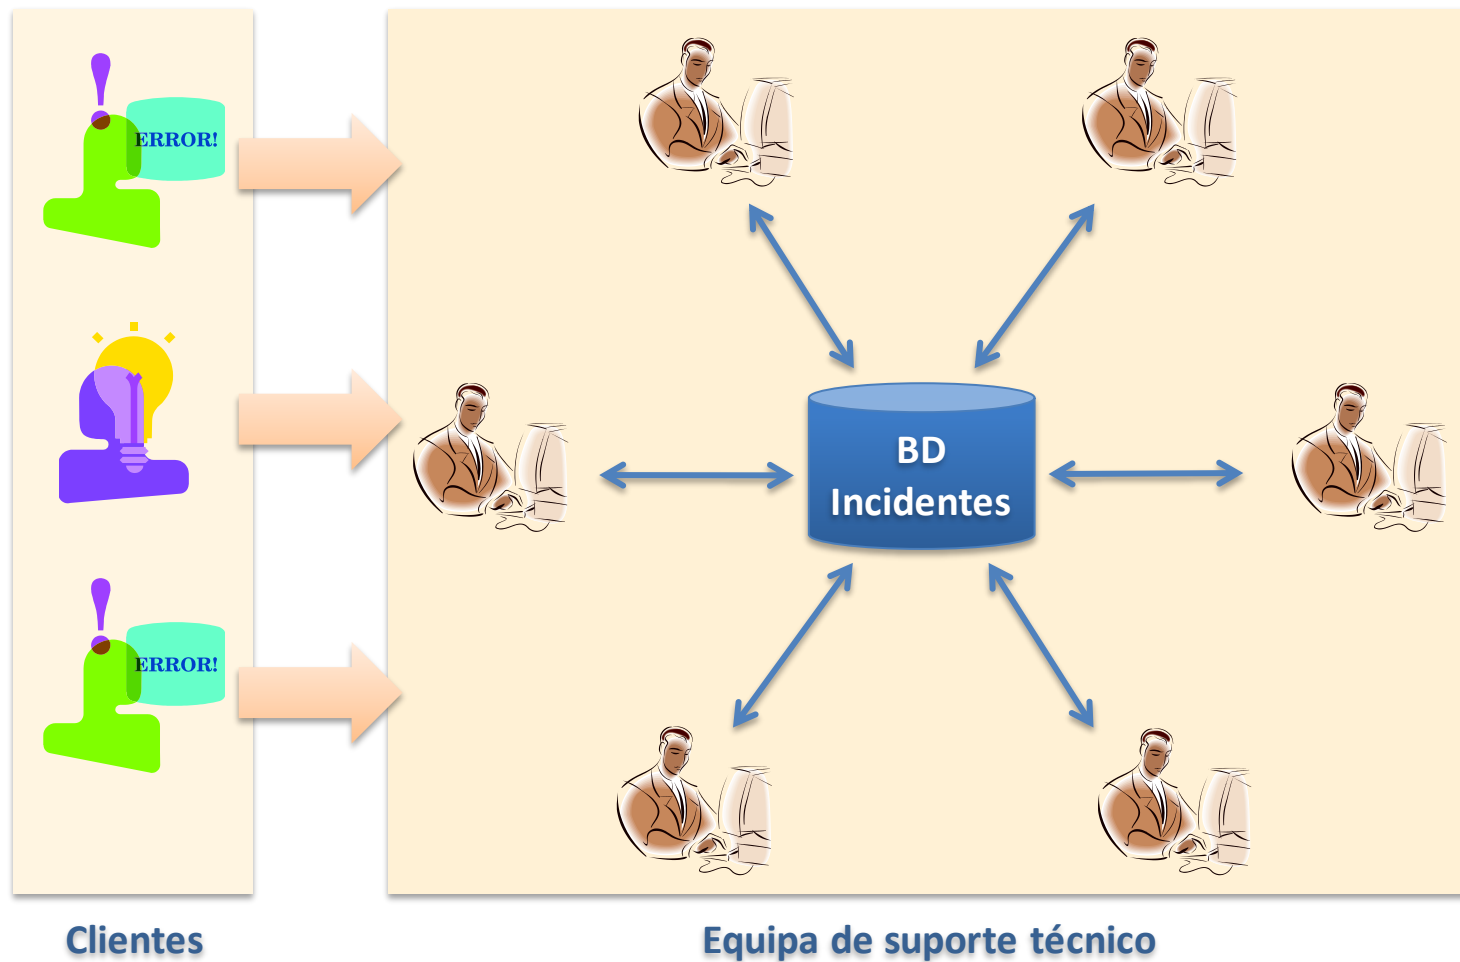 ERROR!
ERROR!
BD
Incidentes
Clientes
Equipa de suporte técnico